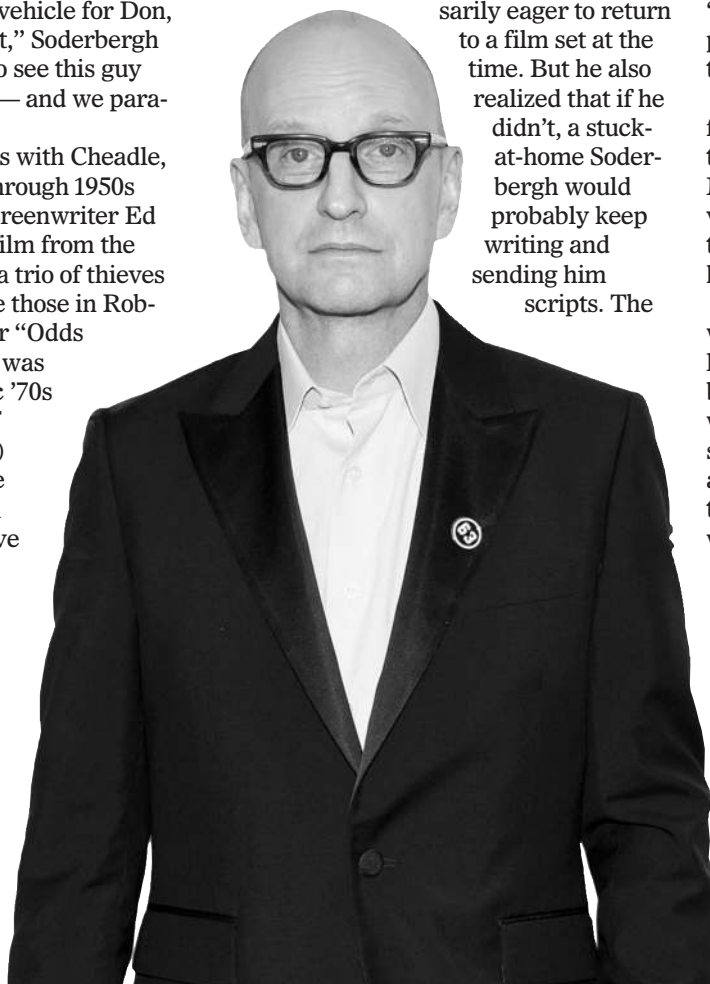 vehicle for Don,
t,” Soderbergh
o see this guy
— and we para-
s with Cheadle,
hrough 1950s
reenwriter Ed
ilm from the
a trio of thieves
e those in Rob-
r “Odds
was
c ’70s
)
e
ve
sarily eager to return
to a film set at the
time. But he also
realized that if he
didn’t, a stuck-
at-home Soder-
bergh would
probably keep
writing and
sending him
scripts. The
63